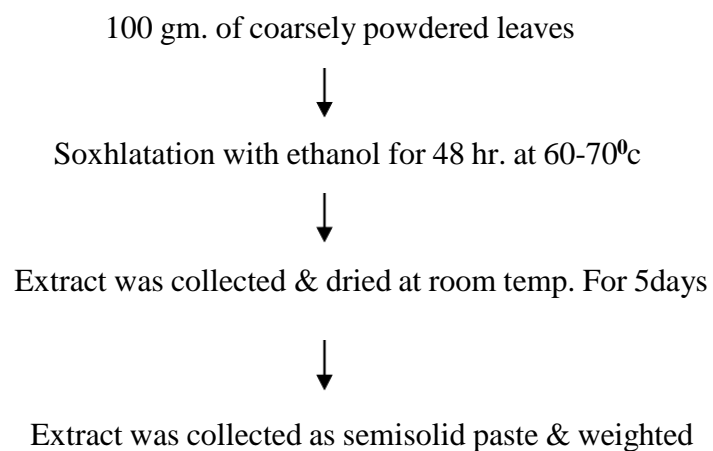 100 gm. of coarsely powdered leaves
Soxhlatation with ethanol for 48 hr. at 60-70⁰c
Extract was collected & dried at room temp. For 5days
Extract was collected as semisolid paste & weighted